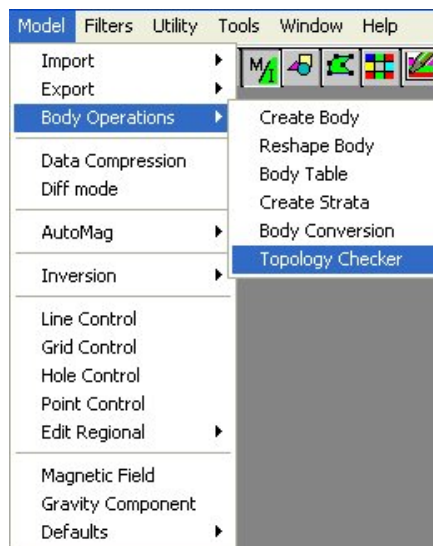 Model Filters Utility Tools Window Help
Import
Export
Body Operations
Data Compression
Diff mode
AutoMag
Inversion
Line Control
Grid Control
Hole Control
Point Control
Edit Regional
Magnetic Field
Gravity Component
Defaults
M/I
Create Body
Reshape Body
Body Table
Create Strata
Body Conversion
Topology Checker